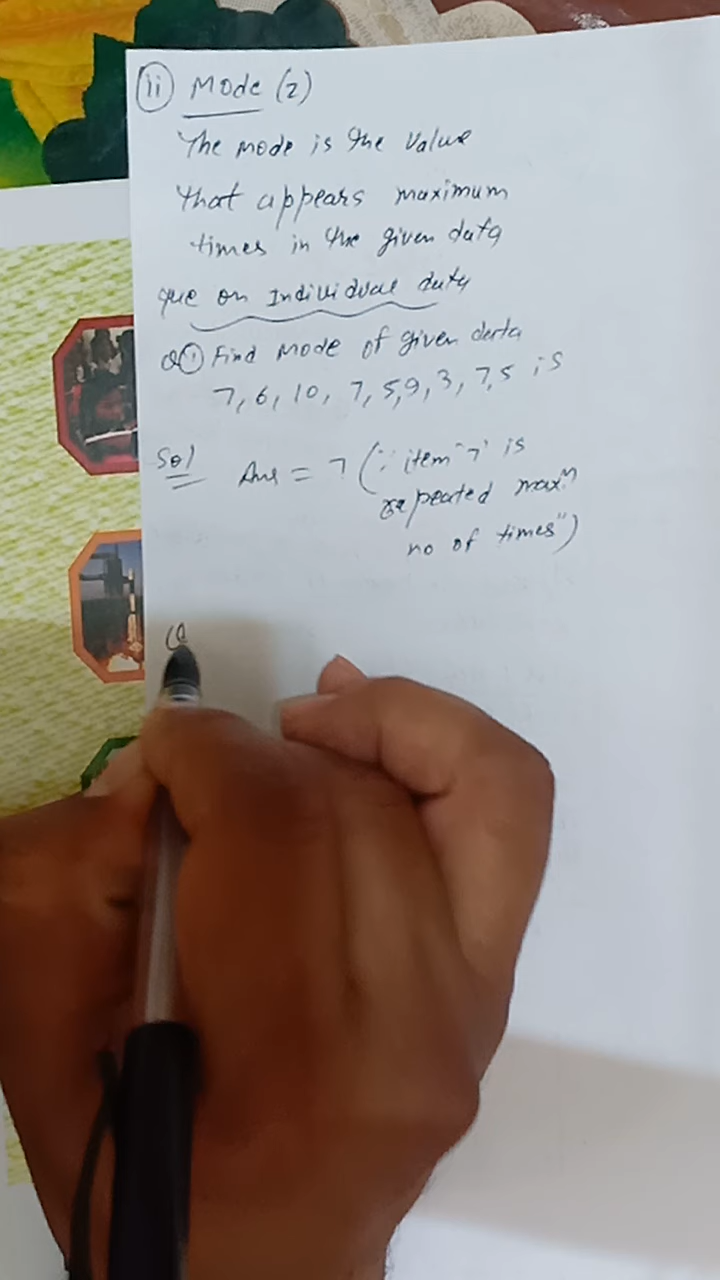 (ii) Mode (z)
The mode is the value
that appears maximum
times in the given data
que on Individual data
Q① Find Mode of given data
7, 6, 10, 7, 5, 9, 3, 7, 5 is
Sol Ans = 7 (∵ item "7" is
repeated maxm
no of times")
Q